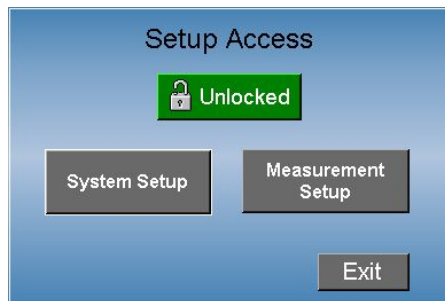 Setup Access
Unlocked
System Setup
Measurement
Setup
Exit